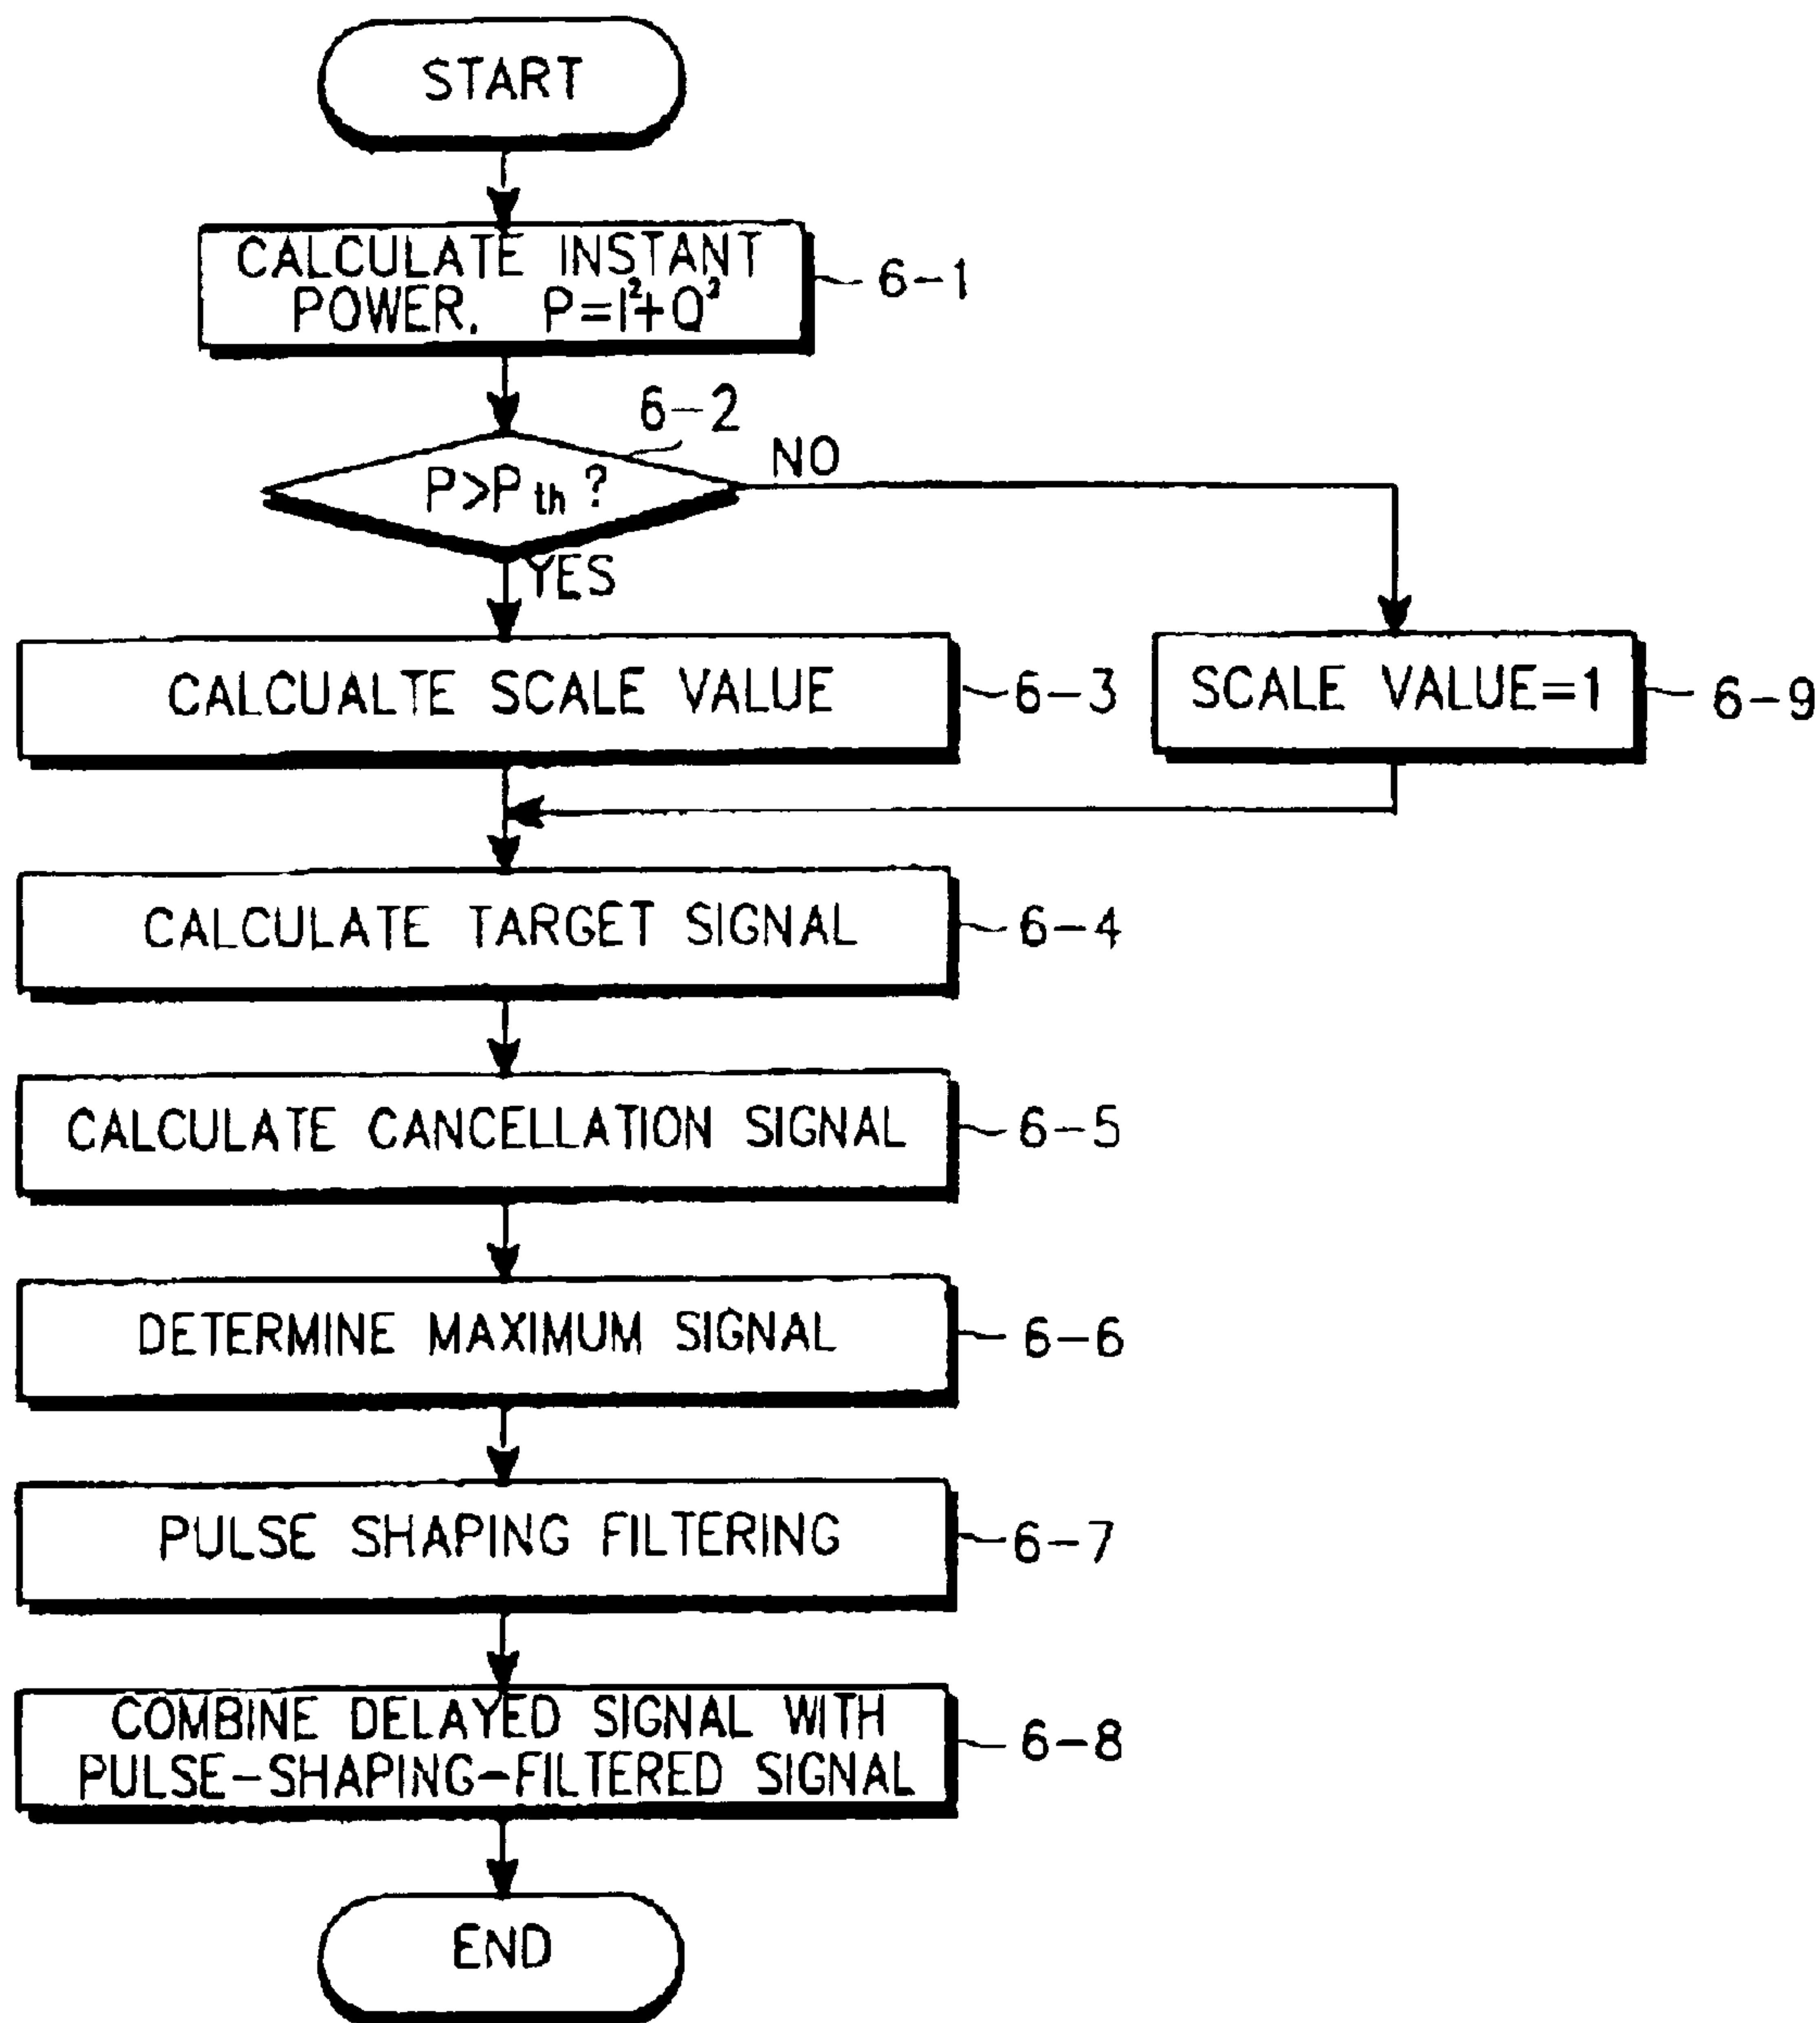 START
CALCULATE INSTANT
POWER. P=I²+Q³
6-1
6-2
P>Pth ?
NO
YES
CALCUALTE SCALE VALUE
6-3
SCALE VALUE=1
6-9
CALCULATE TARGET SIGNAL
6-4
CALCULATE CANCELLATION SIGNAL
6-5
DETERMINE MAXIMUM SIGNAL
6-6
PULSE SHAPING FILTERING
6-7
COMBINE DELAYED SIGNAL WITH
PULSE-SHAPING-FILTERED SIGNAL
6-8
END